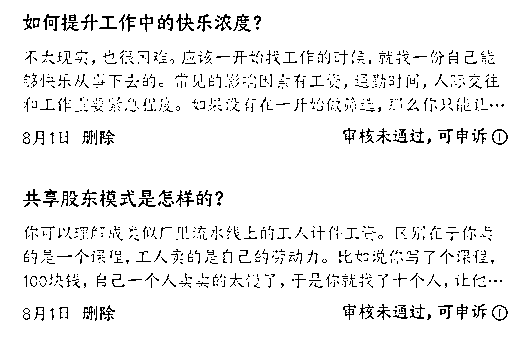 如何提升工作中的快乐浓度？
不太现实，也很困难。应该一开始找工作的时候，就找一份自己能
够快乐从事下去的。常见的影响因素有工资，通勤时间，人际交往
和工作重要紧急程度。如果没有在一开始做筛选，那么你只能让…
8月1日 删除 审核未通过，可申诉
共享股东模式是怎样的？
你可以理解成类似厂里流水线上的工人计件工资。区别在于你卖
的是一个课程，工人卖的是自己的劳动力。比如说你写了个课程，
100块钱，自己一个人卖卖的太慢了，于是你就找了十个人，让他…
8月1日 删除 审核未通过，可申诉